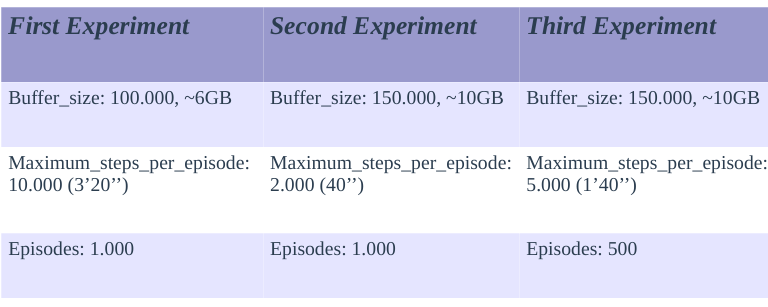 First Experiment Second Experiment Third Experiment
Buffer_size: 100.000, ~6GB Buffer_size: 150.000, ~10GB Buffer_size: 150.000, ~10GB
Maximum_steps_per_episode: Maximum_steps_per_episode: Maximum_steps_per_episode:
10.000 (3’20’’) 2.000 (40’’) 5.000 (1’40’’)
Episodes: 1.000 Episodes: 1.000 Episodes: 500